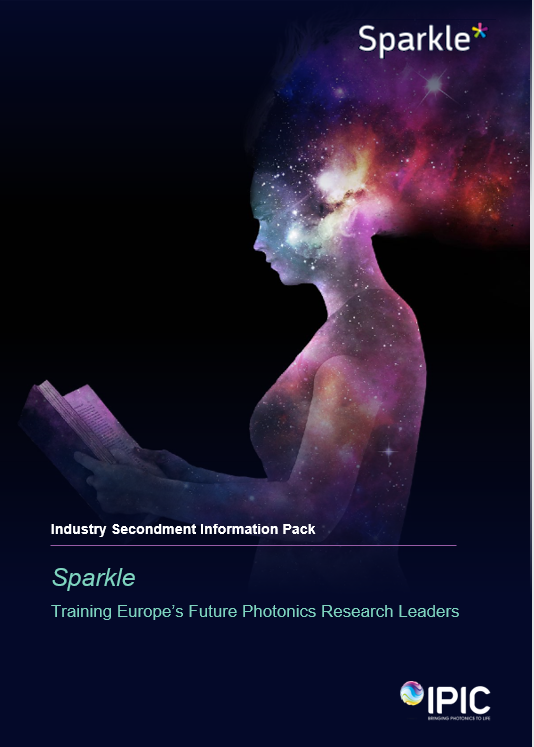 Sparkle*
Industry Secondment Information Pack
Sparkle
Training Europe's Future Photonics Research Leaders
IPIC
BRINGING PHOTONICS TO LIFE